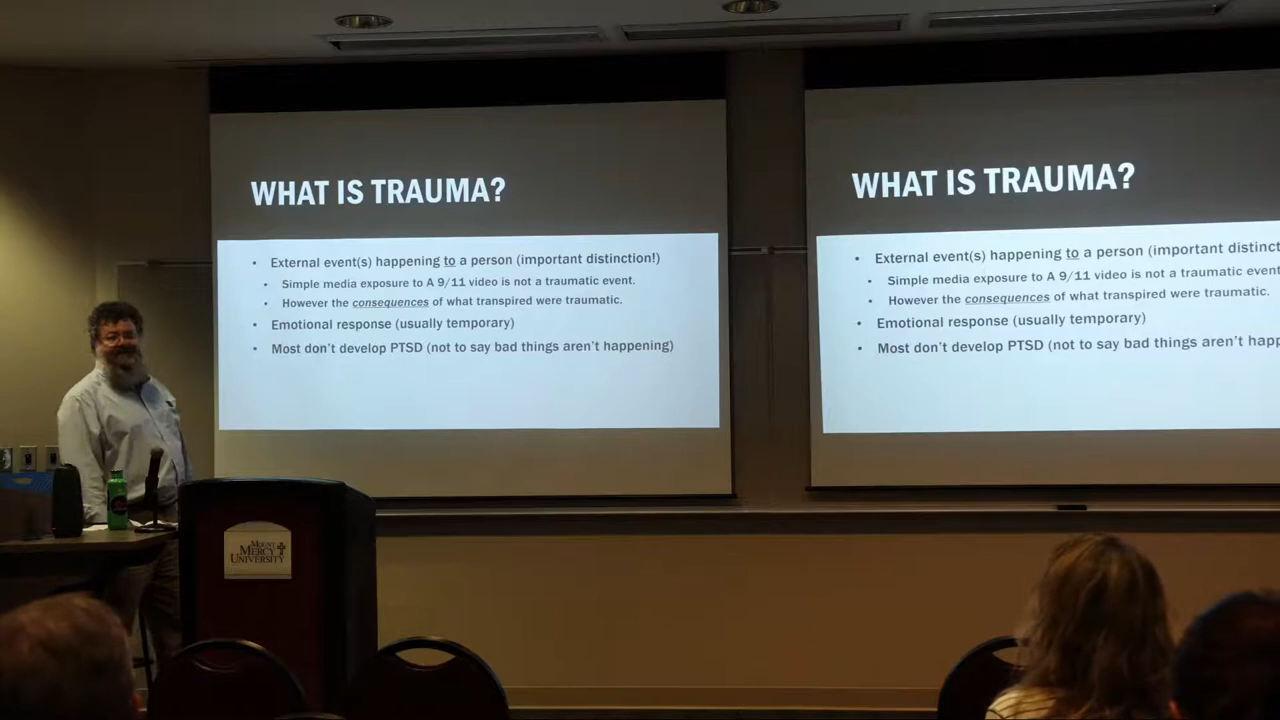 WHAT IS TRAUMA?
• External event(s) happening to a person (important distinction!)
• Simple media exposure to A 9/11 video is not a traumatic event.
• However the consequences of what transpired were traumatic.
• Emotional response (usually temporary)
• Most don't develop PTSD (not to say bad things aren't happening)
WHAT IS TRAUMA?
• External event(s) happening to a person (important distinct
• Simple media exposure to A 9/11 video is not a traumatic event
• However the consequences of what transpired were traumatic.
• Emotional response (usually temporary)
• Most don't develop PTSD (not to say bad things aren't happ
MOUNT
MERCY
UNIVERSITY